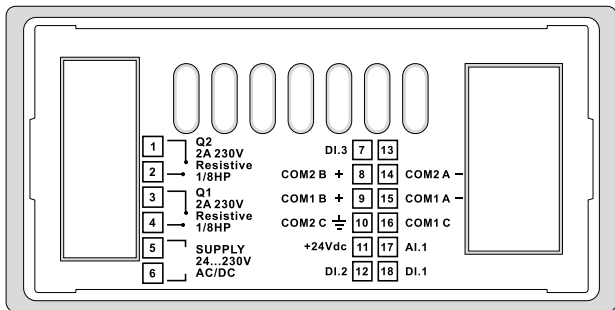 1 Q2
2A 230V
2 Resistive
1/8HP
3 Q1
2A 230V
Resistive
4 1/8HP
5 SUPPLY
24...230V
6 AC/DC
DI.3 7 13
COM2 B + 8 14 COM2 A −
COM1 B + 9 15 COM1 A −
COM2 C 10 16 COM1 C
+24Vdc 11 17 AI.1
DI.2 12 18 DI.1